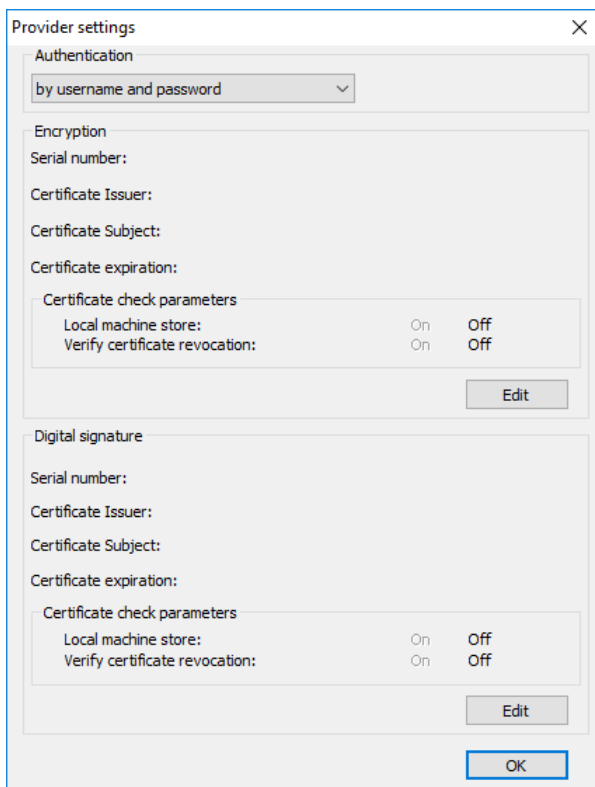 Provider settings
Authentication
by username and password
Encryption
Serial number:
Certificate Issuer:
Certificate Subject:
Certificate expiration:
Certificate check parameters
Local machine store: On Off
Verify certificate revocation: On Off
Edit
Digital signature
Serial number:
Certificate Issuer:
Certificate Subject:
Certificate expiration:
Certificate check parameters
Local machine store: On Off
Verify certificate revocation: On Off
Edit
OK